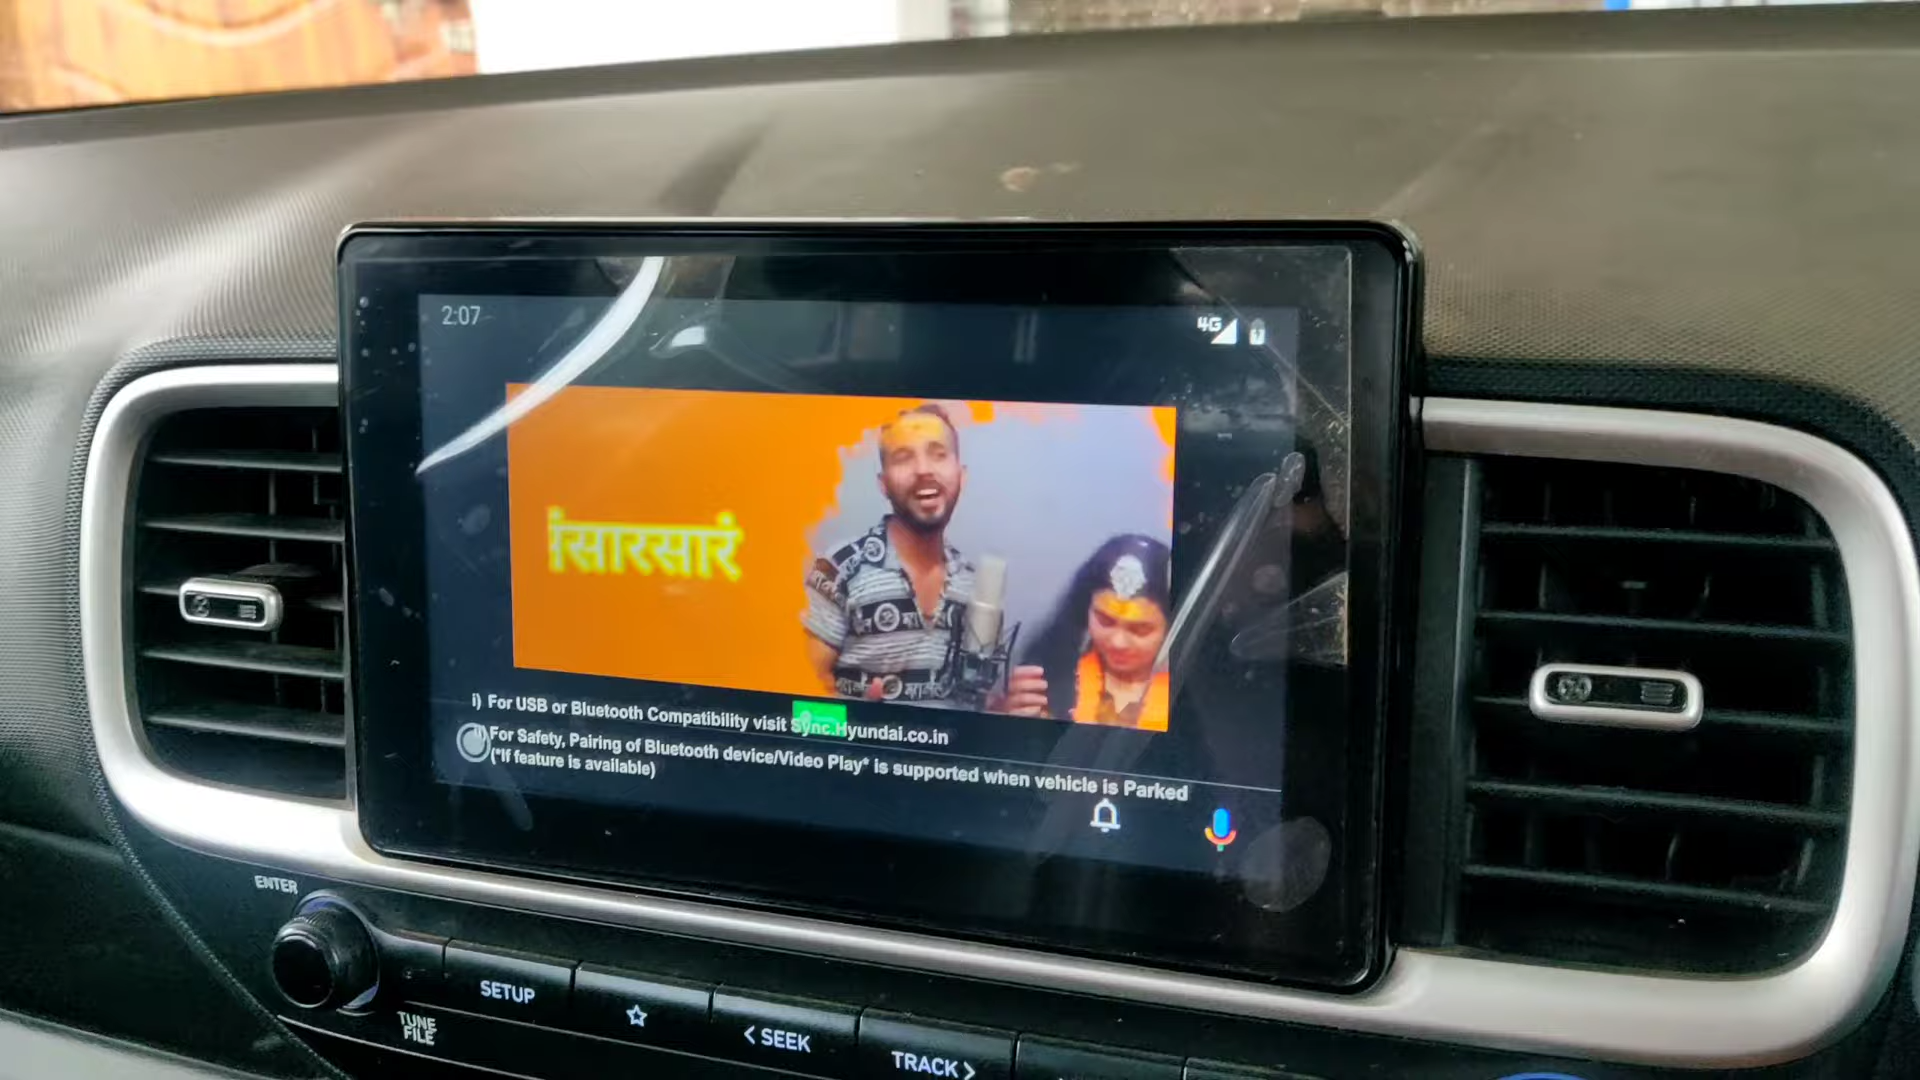 2:07
4G
ंसारसारं
i) For USB or Bluetooth Compatibility visit Sync.Hyundai.co.in
ii) For Safety, Pairing of Bluetooth device/Video Play* is supported when vehicle is Parked
(*If feature is available)
ENTER
SETUP
TUNE
FILE
< SEEK
TRACK >